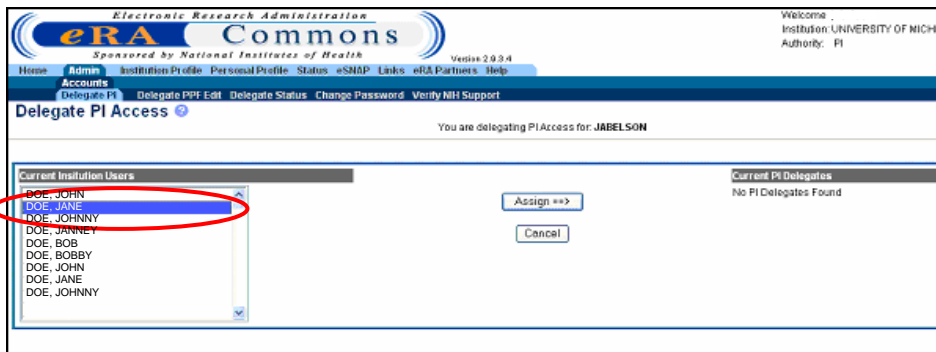 Electronic Research Administration
eRA Commons
Sponsored by National Institutes of Health
Version 2.9.3.4
Welcome
Institution: UNIVERSITY OF MICH
Authority: PI
Home Admin Institution Profile Personal Profile Status eSNAP Links eRA Partners Help
Accounts
Delegate PI Delegate PPF Edit Delegate Status Change Password Verify NIH Support
Delegate PI Access ?
You are delegating PI Access for: JABELSON
Current Insitution Users
Current PI Delegates
DOE, JOHN
DOE, JANE
DOE, JOHNNY
DOE, JANNEY
DOE, BOB
DOE, BOBBY
DOE, JOHN
DOE, JANE
DOE, JOHNNY
Assign ==>
Cancel
No PI Delegates Found